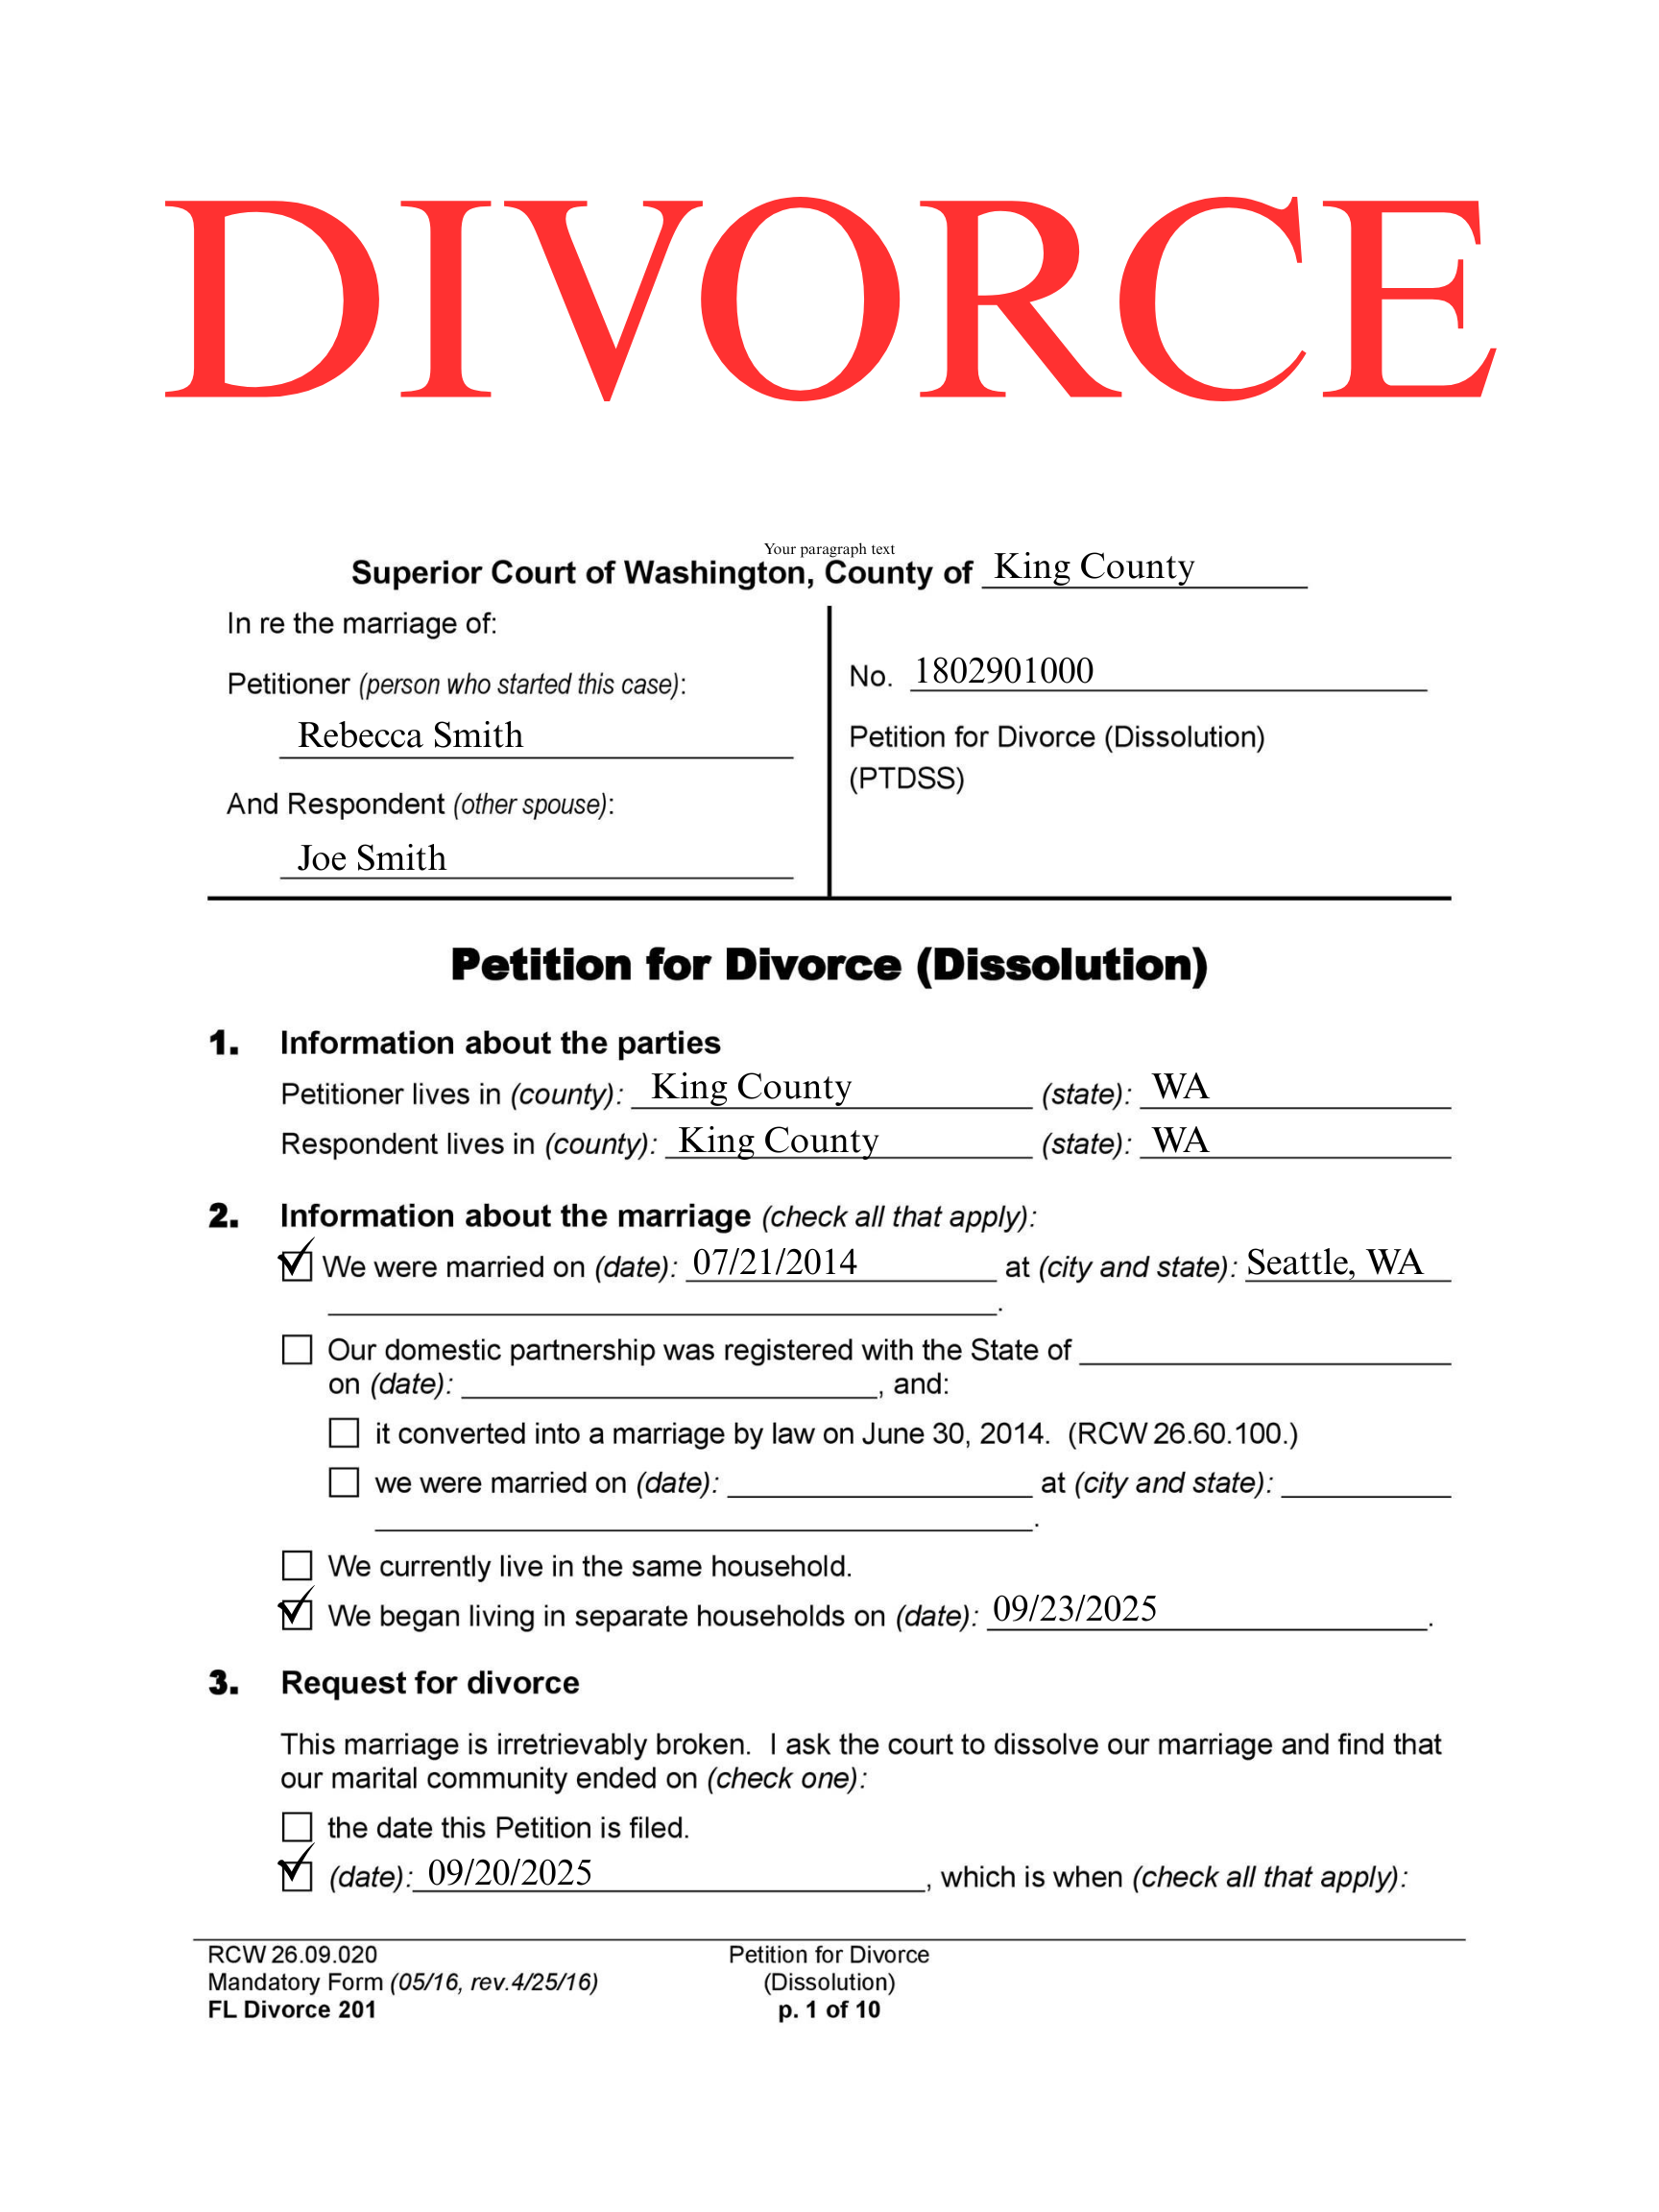 DIVORCE
Your paragraph text
Superior Court of Washington, County of King County
In re the marriage of:
Petitioner (person who started this case):
Rebecca Smith
And Respondent (other spouse):
Joe Smith
No. 1802901000
Petition for Divorce (Dissolution)
(PTDSS)
Petition for Divorce (Dissolution)
1. Information about the parties
Petitioner lives in (county): King County (state): WA
Respondent lives in (county): King County (state): WA
2. Information about the marriage (check all that apply):
We were married on (date): 07/21/2014 at (city and state): Seattle, WA
.
Our domestic partnership was registered with the State of
on (date): , and:
it converted into a marriage by law on June 30, 2014. (RCW 26.60.100.)
we were married on (date): at (city and state):
.
We currently live in the same household.
We began living in separate households on (date): 09/23/2025.
3. Request for divorce
This marriage is irretrievably broken. I ask the court to dissolve our marriage and find that
our marital community ended on (check one):
the date this Petition is filed.
(date): 09/20/2025, which is when (check all that apply):
RCW 26.09.020
Mandatory Form (05/16, rev.4/25/16)
FL Divorce 201
Petition for Divorce
(Dissolution)
p. 1 of 10